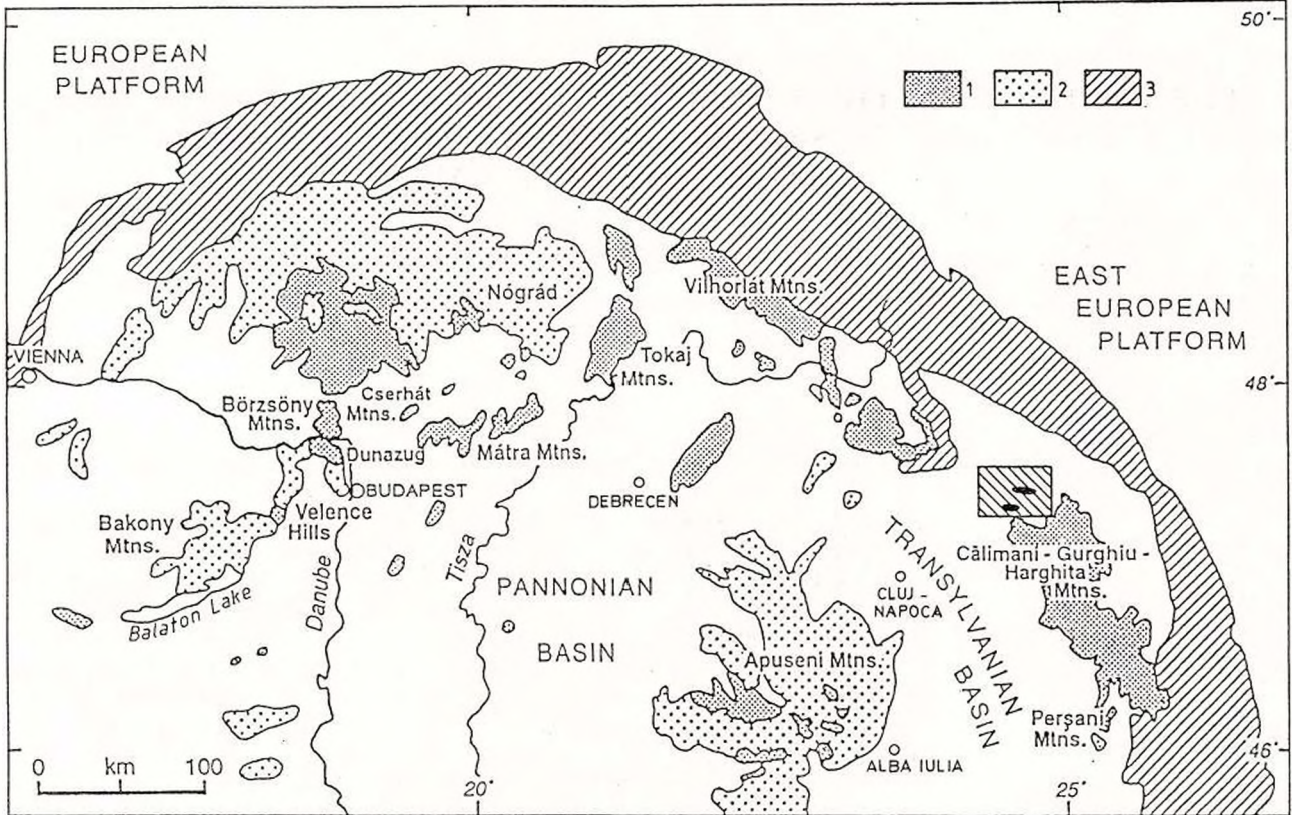 EUROPEAN
PLATFORM
1
2
3
50°
EAST
EUROPEAN
PLATFORM
Nógrád
Vilhorlát Mtns.
VIENNA
Tokaj
Mtns.
48°
Börzsöny
Mtns.
Cserhát
Mtns.
Dunazug
Mátra Mtns.
BUDAPEST
DEBRECEN
Velence
Hills
Bakony
Mtns.
Balaton Lake
Danube
Tisza
PANNONIAN
BASIN
TRANSYLVANIAN
BASIN
Călimani - Gurghiu -
Harghita
Mtns.
CLUJ -
NAPOCA
Apuseni Mtns.
Perşani
Mtns.
ALBA IULIA
46°
0 km 100
20°
25°